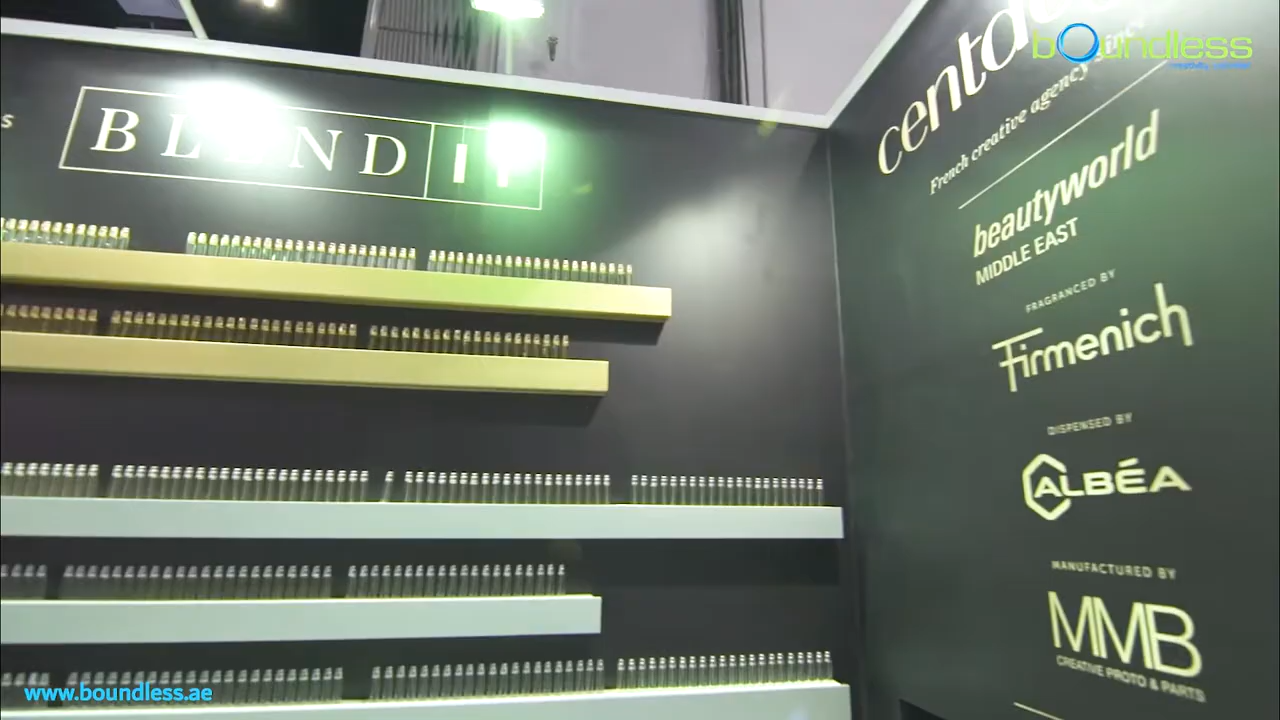 s
BLEND IT
boundless
French creative agency
beautyworld
MIDDLE EAST
FRAGRANCED BY
Firmenich
DISPENSED BY
ALBÉA
MANUFACTURED BY
MMB
CREATIVE PROTO & PARTS
www.boundless.ae